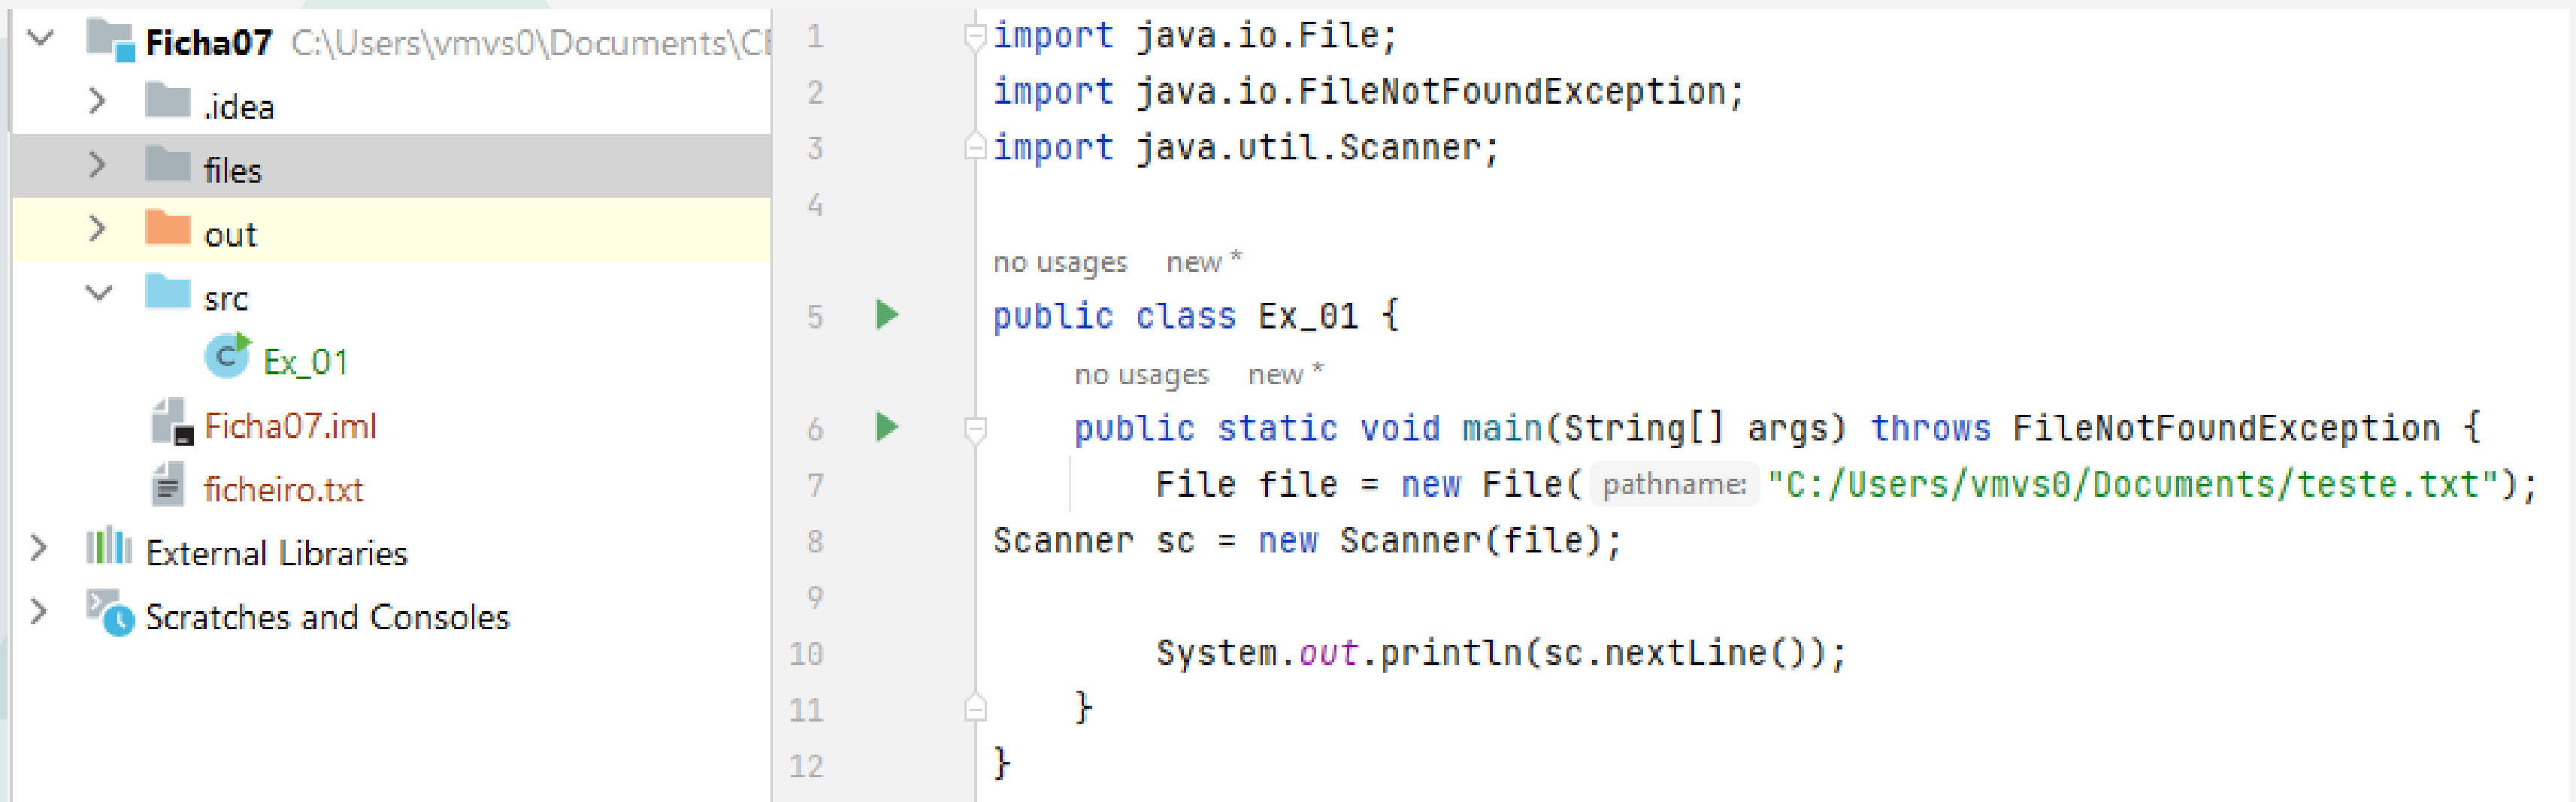 Ficha07 C:\Users\vmvs0\Documents\CE
.idea
files
out
src
Ex_01
Ficha07.iml
ficheiro.txt
External Libraries
Scratches and Consoles
1 import java.io.File;
2 import java.io.FileNotFoundException;
3 import java.util.Scanner;
4
no usages new *
5 public class Ex_01 {
no usages new *
6 public static void main(String[] args) throws FileNotFoundException {
7 File file = new File( pathname: "C:/Users/vmvs0/Documents/teste.txt");
8 Scanner sc = new Scanner(file);
9
10 System.out.println(sc.nextLine());
11 }
12 }